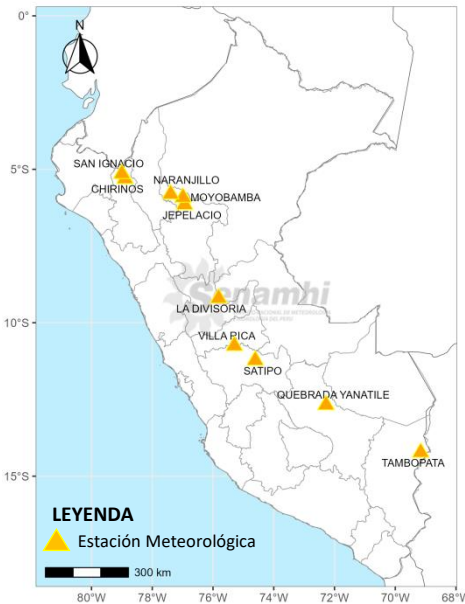 0°
N
SAN IGNACIO
5°S
CHIRINOS
NARANJILLO
MOYOBAMBA
JEPELACIO
Senamhi
LA DIVISORIA
10°S
VILLA RICA
SATIPO
QUEBRADA YANATILE
TAMBOPATA
15°S
LEYENDA
Estación Meteorológica
300 km
80°W 78°W 76°W 74°W 72°W 70°W 68°W